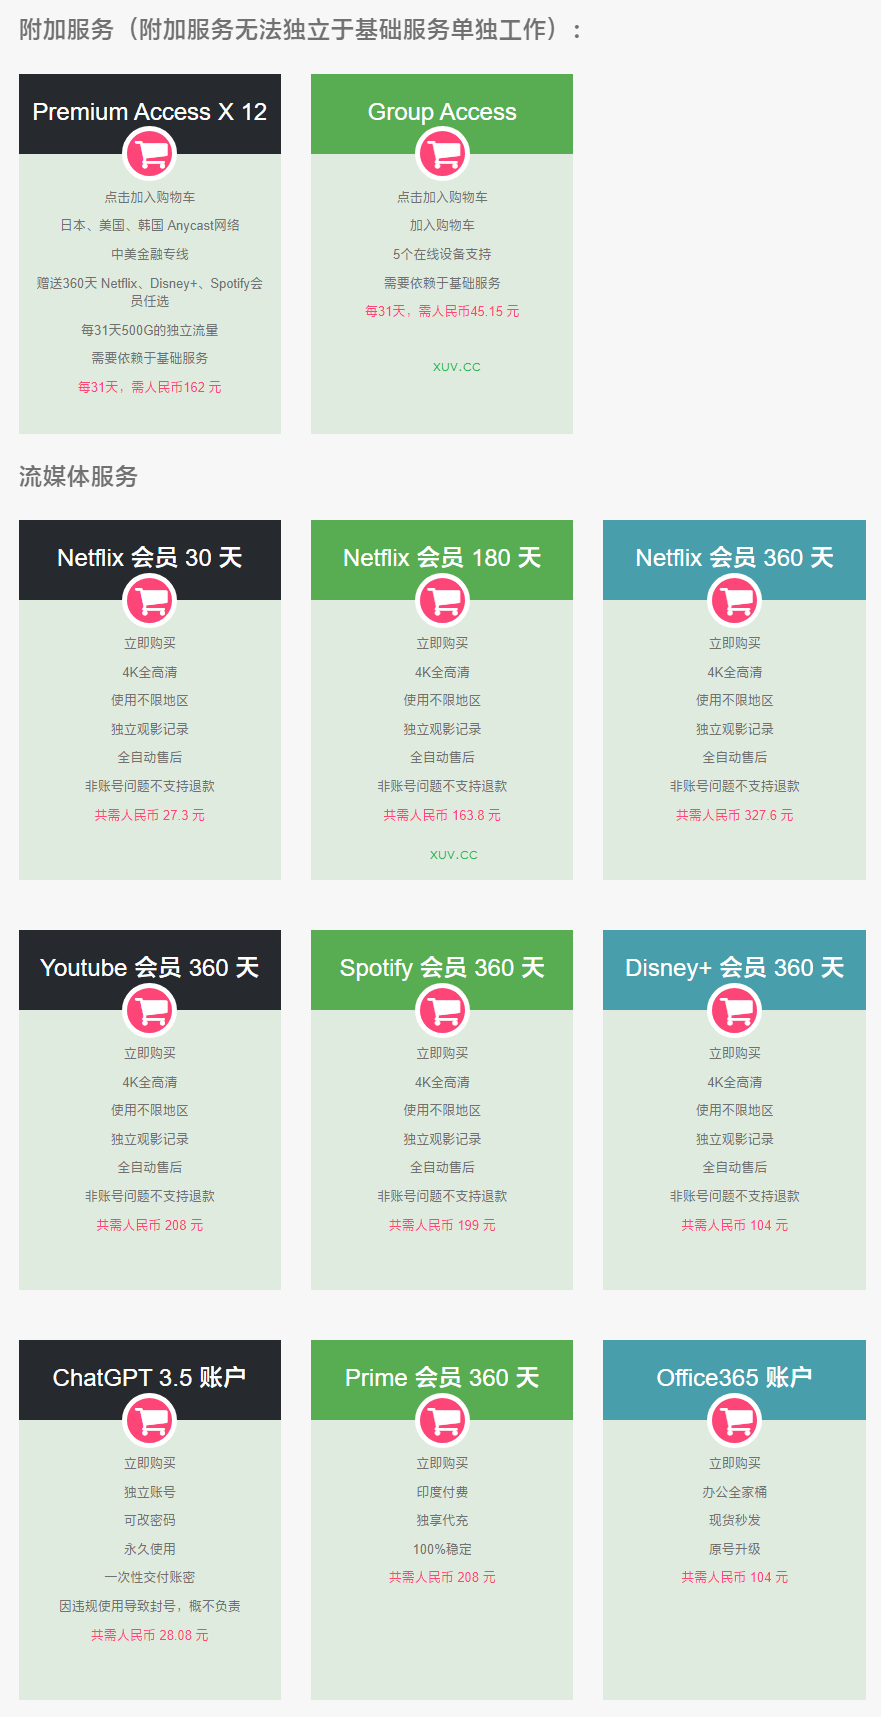 附加服务（附加服务无法独立于基础服务单独工作）：
Premium Access X 12
点击加入购物车
日本、美国、韩国 Anycast网络
中美金融专线
赠送360天 Netflix、Disney+、Spotify会
员任选
每31天500G的独立流量
需要依赖于基础服务
每31天，需人民币162 元
Group Access
点击加入购物车
加入购物车
5个在线设备支持
需要依赖于基础服务
每31天，需人民币45.15 元
XUV.CC
流媒体服务
Netflix 会员 30 天
立即购买
4K全高清
使用不限地区
独立观影记录
全自动售后
非账号问题不支持退款
共需人民币 27.3 元
Netflix 会员 180 天
立即购买
4K全高清
使用不限地区
独立观影记录
全自动售后
非账号问题不支持退款
共需人民币 163.8 元
XUV.CC
Netflix 会员 360 天
立即购买
4K全高清
使用不限地区
独立观影记录
全自动售后
非账号问题不支持退款
共需人民币 327.6 元
Youtube 会员 360 天
立即购买
4K全高清
使用不限地区
独立观影记录
全自动售后
非账号问题不支持退款
共需人民币 208 元
Spotify 会员 360 天
立即购买
4K全高清
使用不限地区
独立观影记录
全自动售后
非账号问题不支持退款
共需人民币 199 元
Disney+ 会员 360 天
立即购买
4K全高清
使用不限地区
独立观影记录
全自动售后
非账号问题不支持退款
共需人民币 104 元
ChatGPT 3.5 账户
立即购买
独立账号
可改密码
永久使用
一次性交付账密
因违规使用导致封号，概不负责
共需人民币 28.08 元
Prime 会员 360 天
立即购买
印度付费
独享代充
100%稳定
共需人民币 208 元
Office365 账户
立即购买
办公全家桶
现货秒发
原号升级
共需人民币 104 元